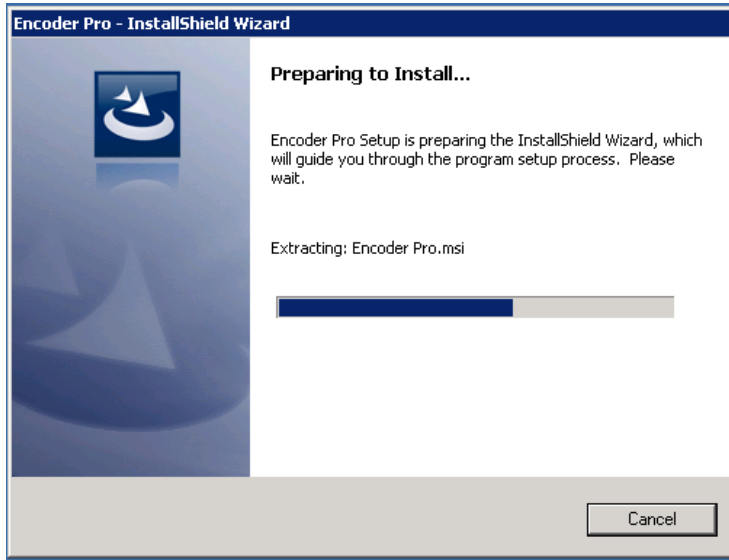 Encoder Pro - InstallShield Wizard
Preparing to Install...
Encoder Pro Setup is preparing the InstallShield Wizard, which
will guide you through the program setup process. Please
wait.
Extracting: Encoder Pro.msi
Cancel